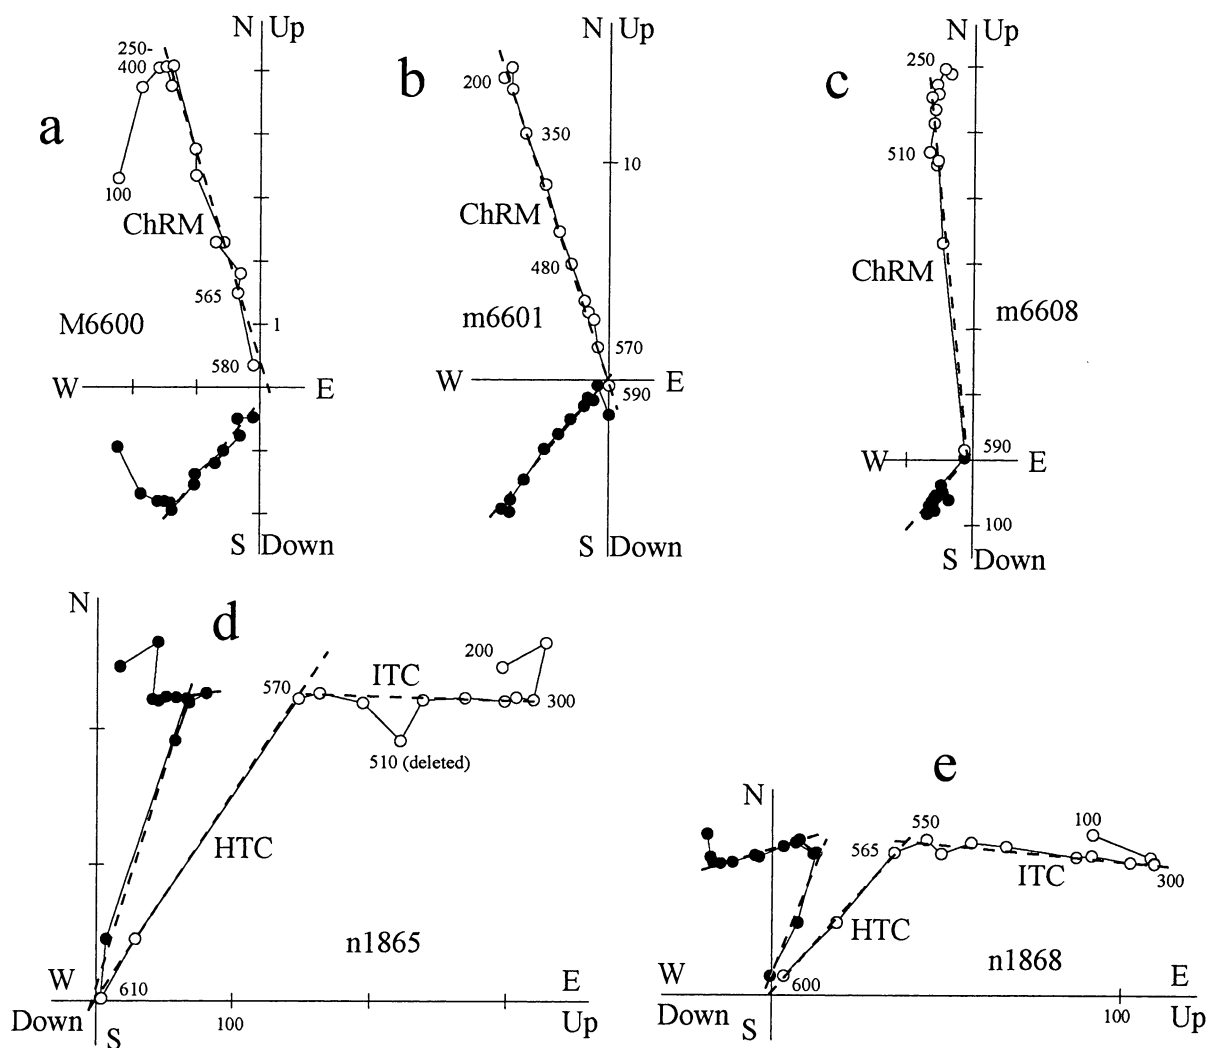 a
N Up
250-
400
100
ChRM
565
M6600
1
580
W E
S Down
b
N Up
200
350
10
ChRM
480
m6601
570
W E
590
S Down
c
N Up
250
510
ChRM
m6608
590
W E
100
S Down
d
N
200
ITC
570
300
510 (deleted)
HTC
n1865
W E
610
Down 100 Up
S
e
N
100
550
565
ITC
300
HTC
n1868
W E
600
Down 100 Up
S